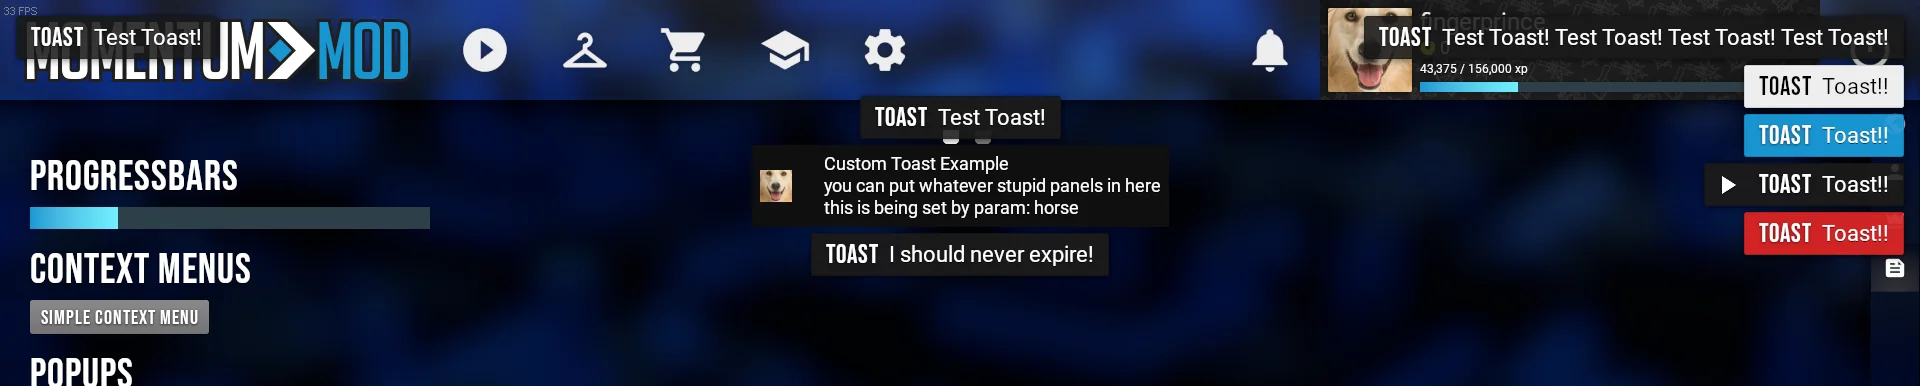 33 FPS
TOAST Test Toast!
MOMENTUM MOD
fingerprince
TOAST Test Toast! Test Toast! Test Toast! Test Toast!
43,375 / 156,000 xp
TOAST Toast!!
TOAST Toast!!
TOAST Toast!!
TOAST Toast!!
TOAST Test Toast!
Custom Toast Example
you can put whatever stupid panels in here
this is being set by param: horse
TOAST I should never expire!
PROGRESSBARS
CONTEXT MENUS
SIMPLE CONTEXT MENU
POPUPS